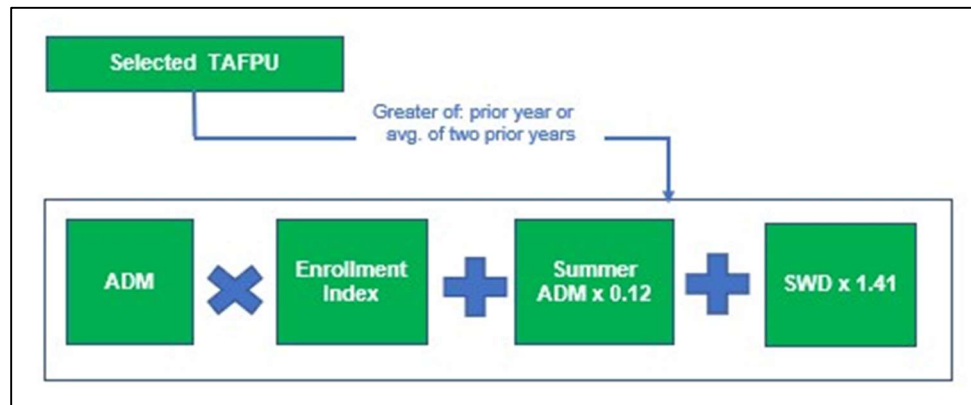 Selected TAFPU
Greater of: prior year or
avg. of two prior years
ADM
Enrollment
Index
Summer
ADM x 0.12
SWD x 1.41